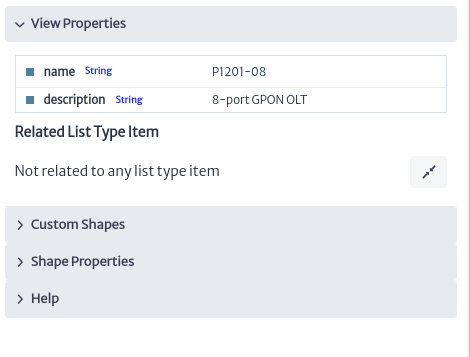 View Properties
name String P1201-08
description String 8-port GPON OLT
Related List Type Item
Not related to any list type item
Custom Shapes
Shape Properties
Help